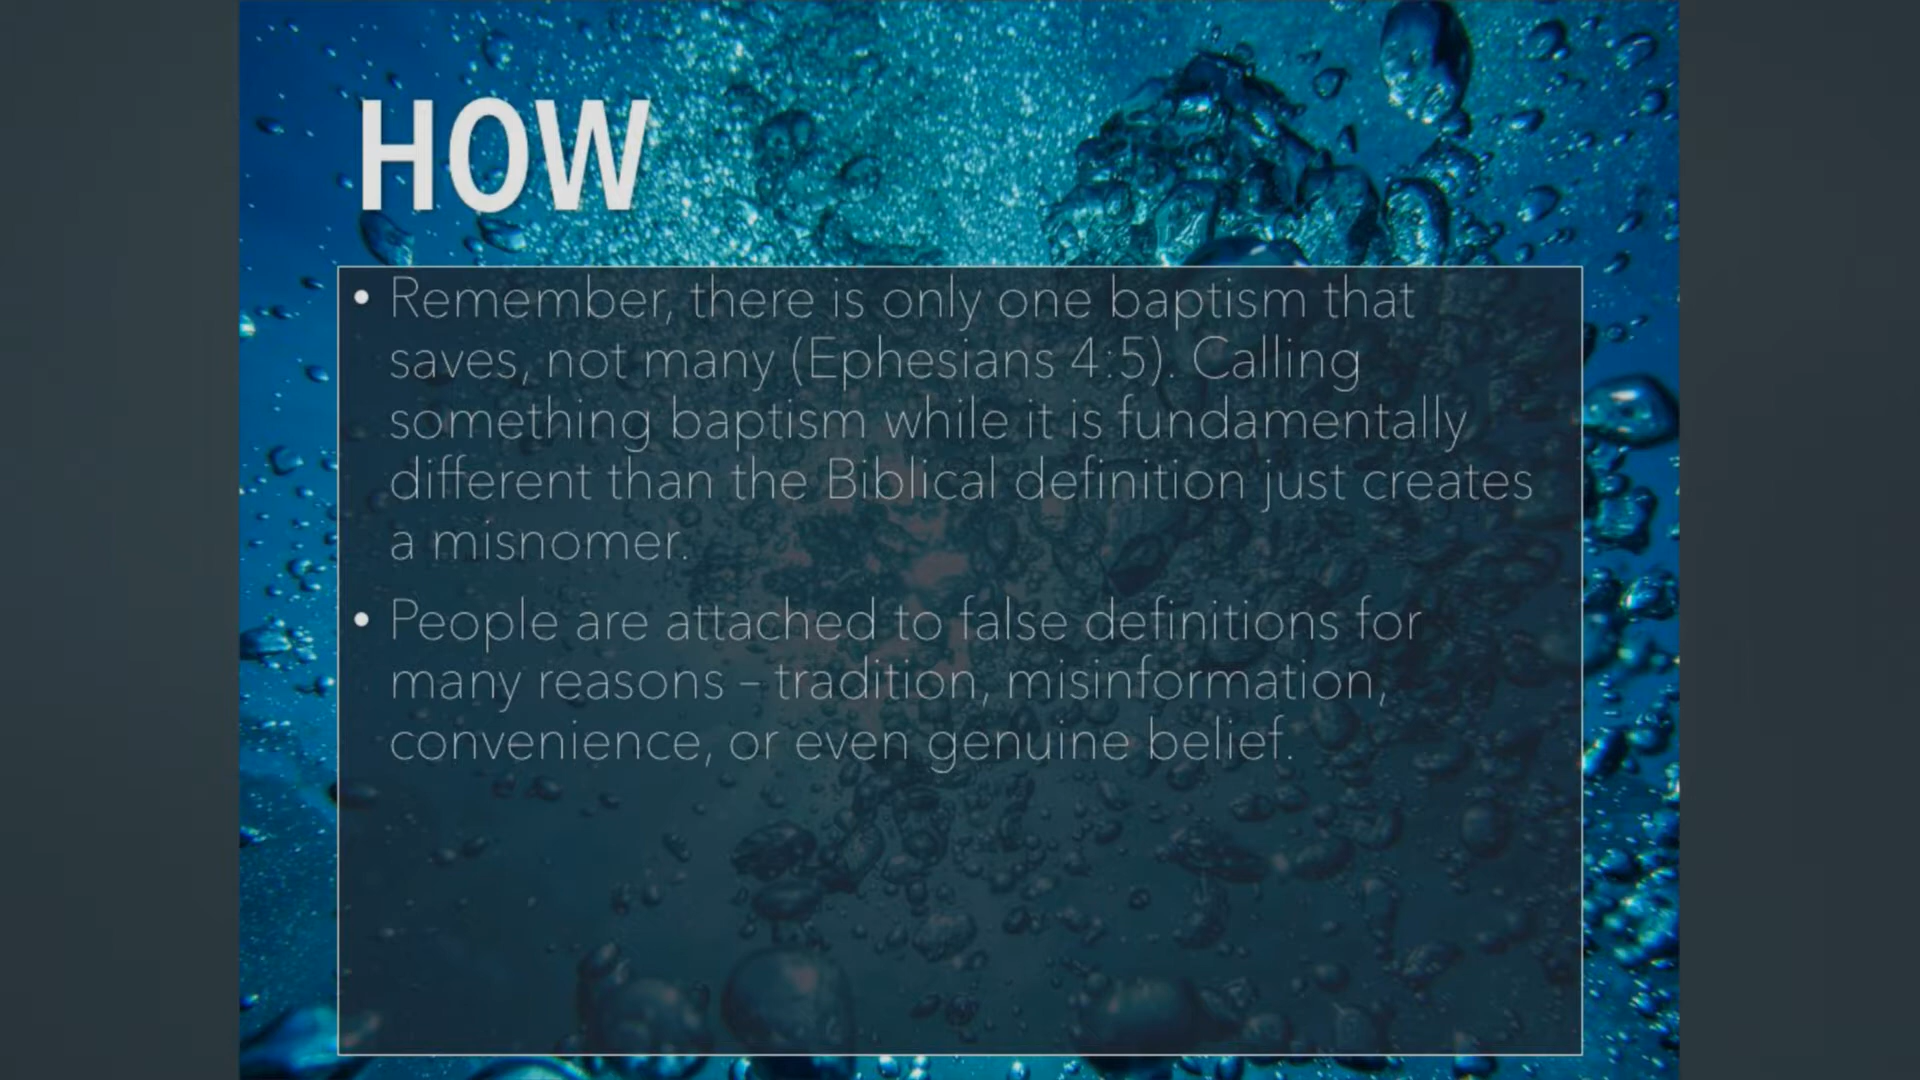 HOW
• Remember, there is only one baptism that
saves, not many (Ephesians 4:5). Calling
something baptism while it is fundamentally
different than the Biblical definition just creates
a misnomer.
• People are attached to false definitions for
many reasons – tradition, misinformation,
convenience, or even genuine belief.